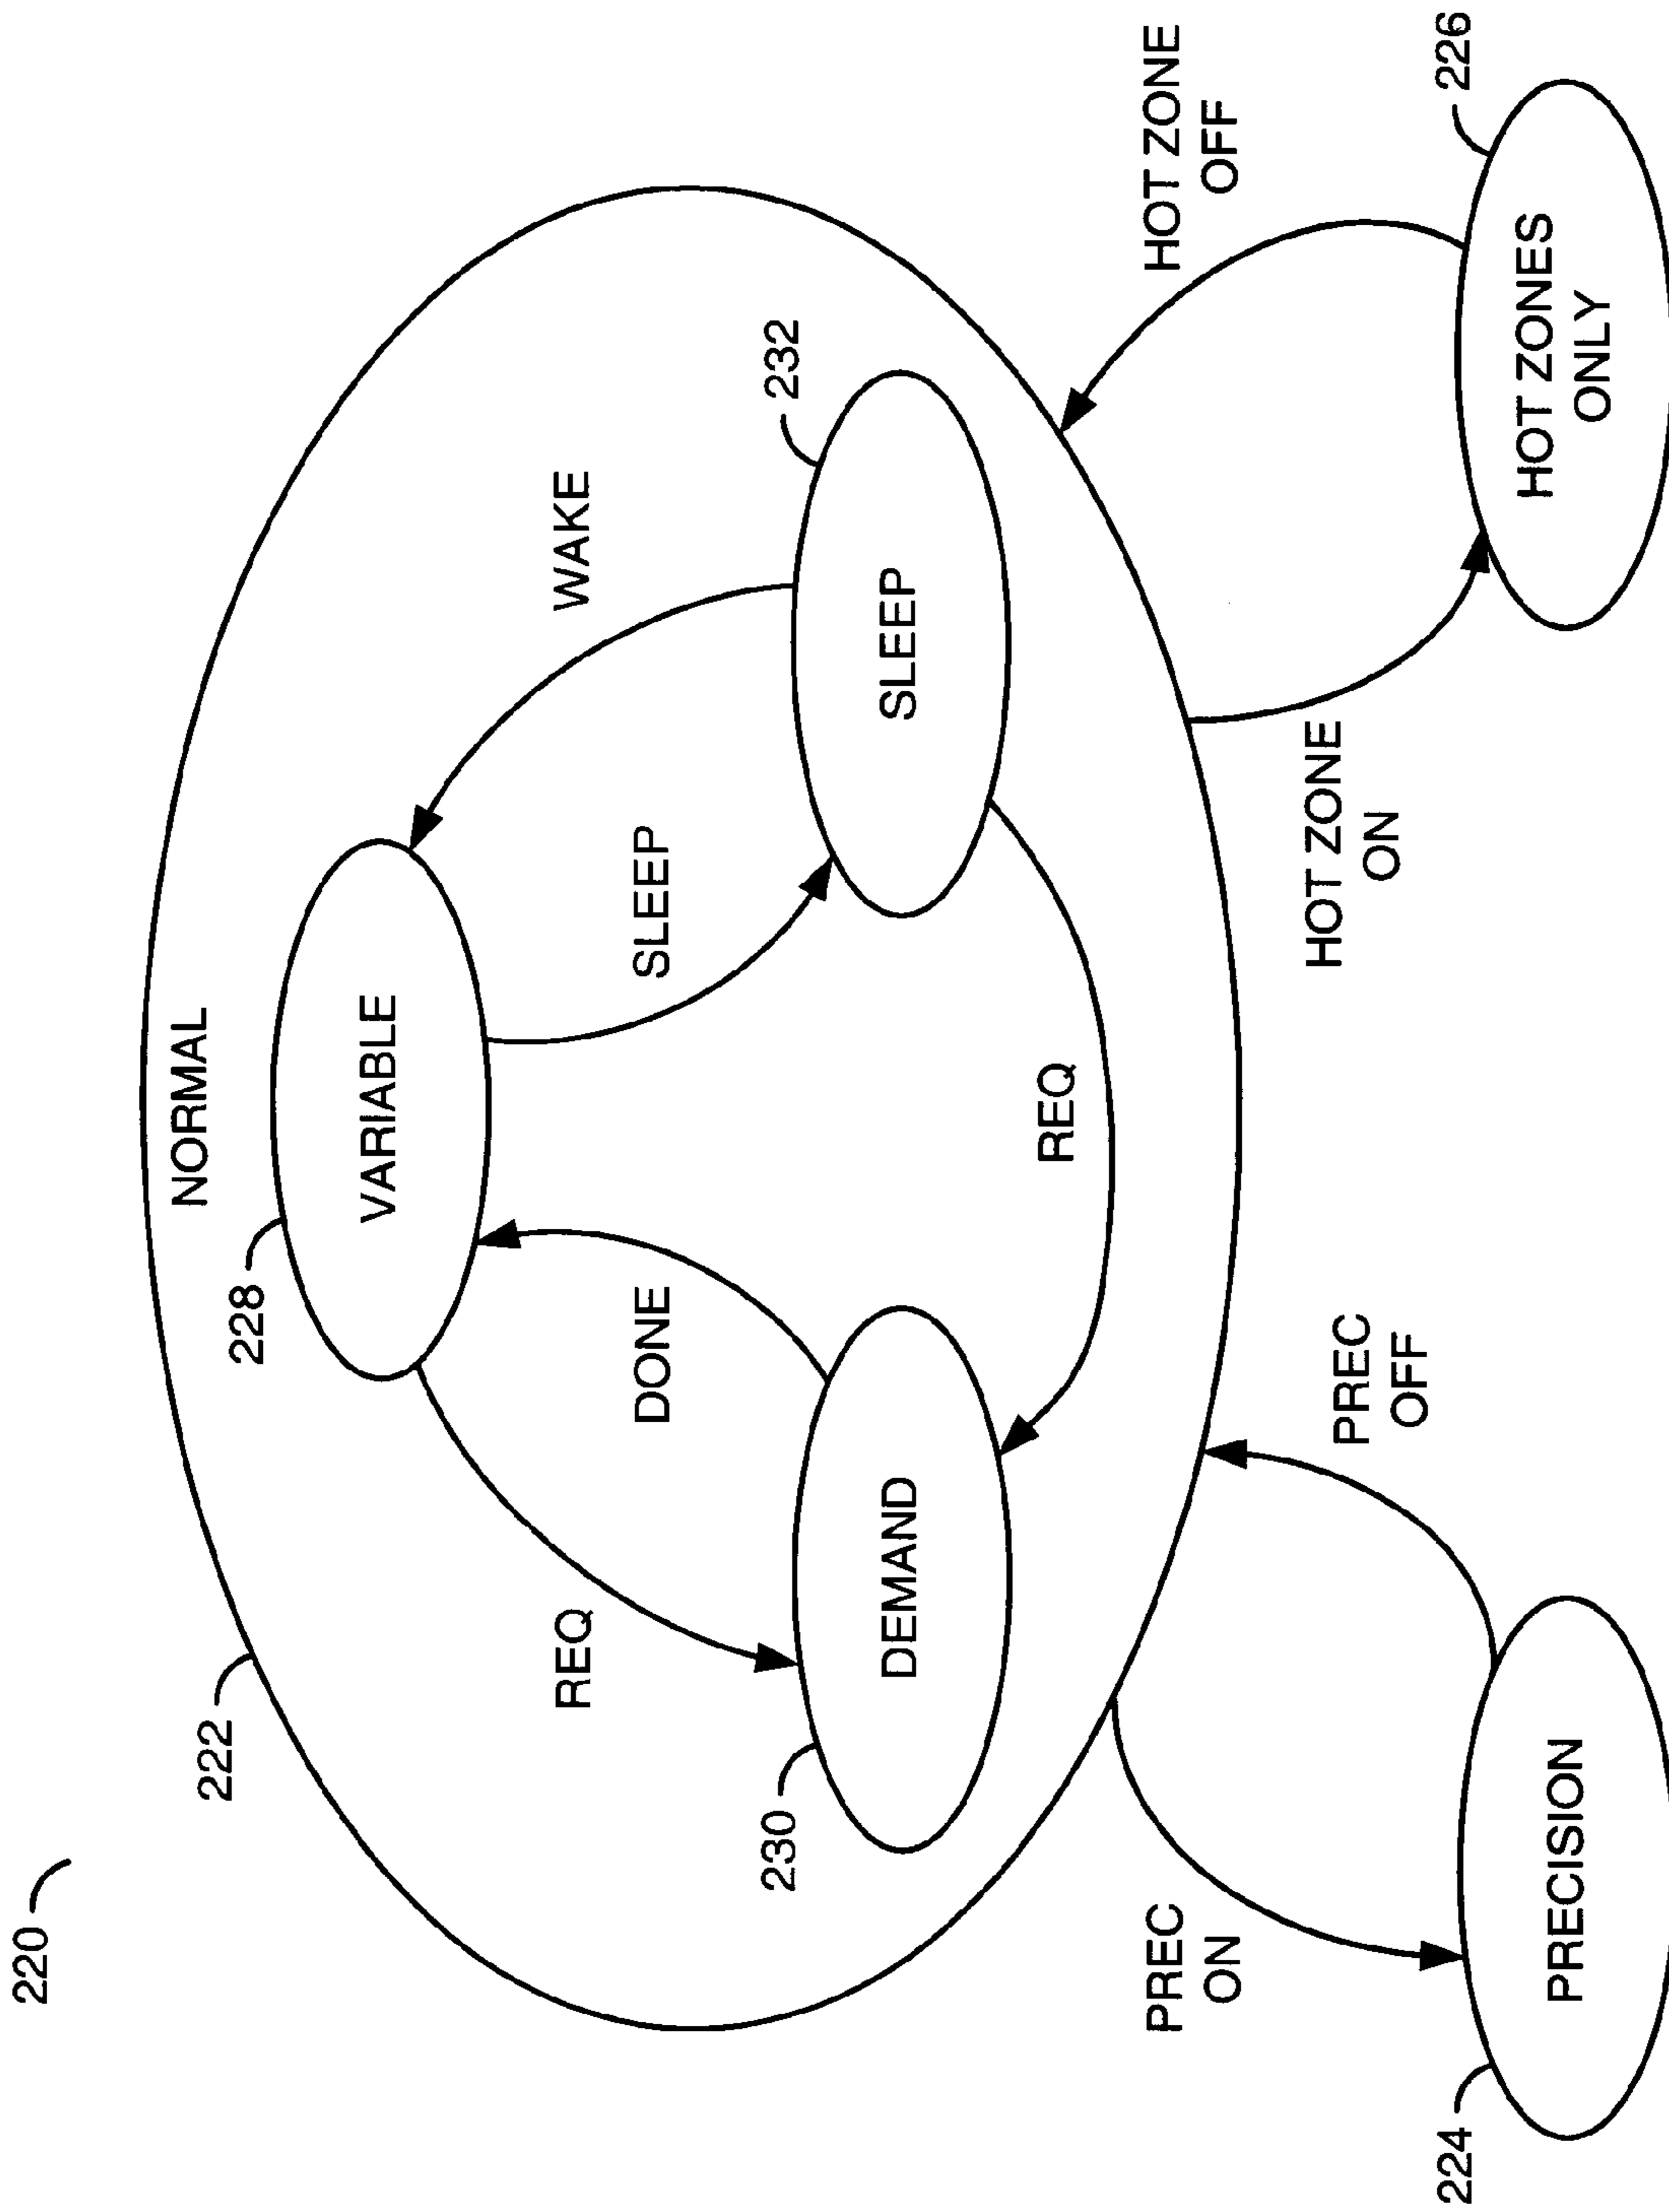 220
222
NORMAL
228
VARIABLE
REQ
DONE
SLEEP
WAKE
230
232
DEMAND
SLEEP
REQ
PREC
ON
PREC
OFF
HOT ZONE
ON
HOT ZONE
OFF
224
PRECISION
226
HOT ZONES
ONLY